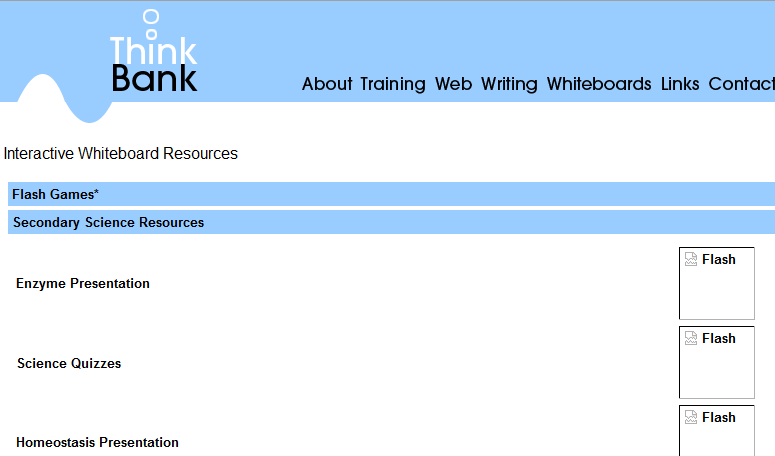 Think
Bank
About Training Web Writing Whiteboards Links Contact
Interactive Whiteboard Resources
Flash Games*
Secondary Science Resources
Enzyme Presentation
Flash
Science Quizzes
Flash
Homeostasis Presentation
Flash